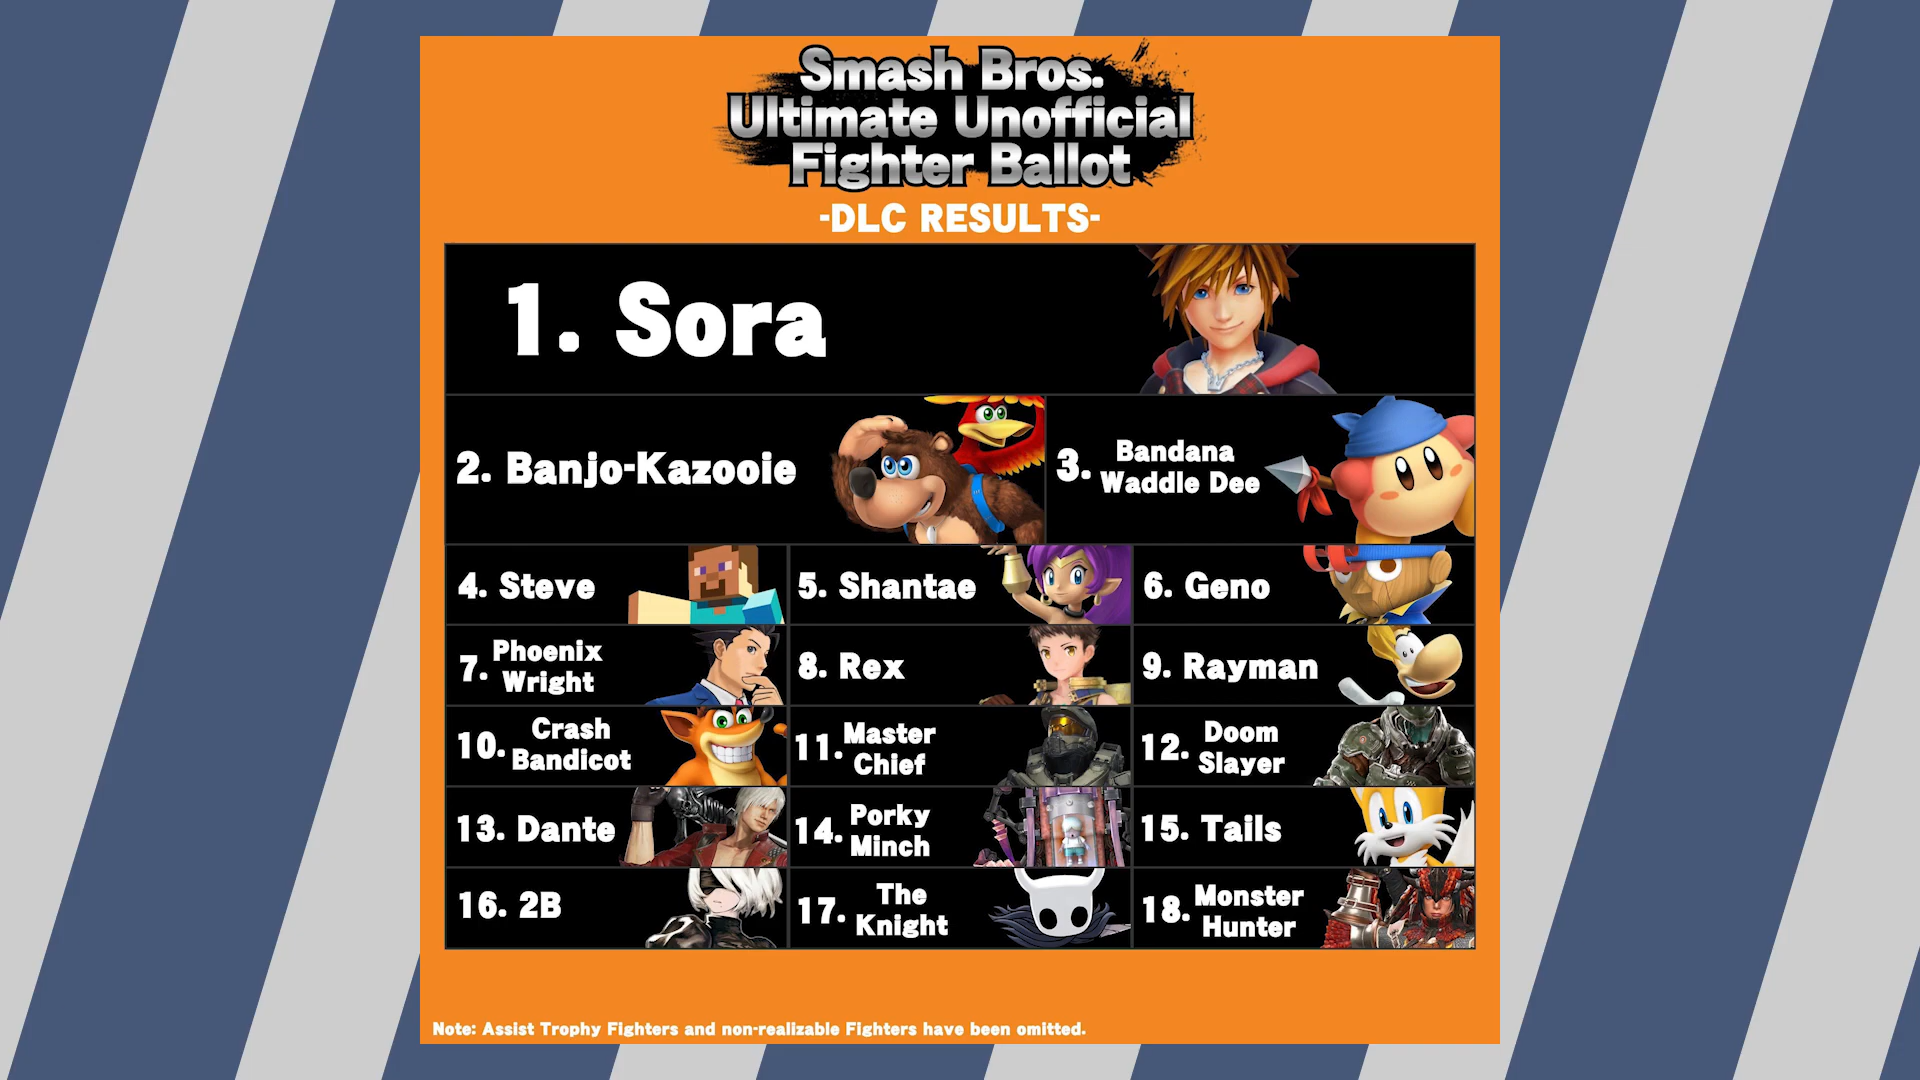 Smash Bros.
Ultimate Unofficial
Fighter Ballot
-DLC RESULTS-
1. Sora
2. Banjo-Kazooie
3. Bandana
Waddle Dee
4. Steve
5. Shantae
6. Geno
7. Phoenix
Wright
8. Rex
9. Rayman
10. Crash
Bandicot
11. Master
Chief
12. Doom
Slayer
13. Dante
14. Porky
Minch
15. Tails
16. 2B
17. The
Knight
18. Monster
Hunter
Note: Assist Trophy Fighters and non-realizable Fighters have been omitted.